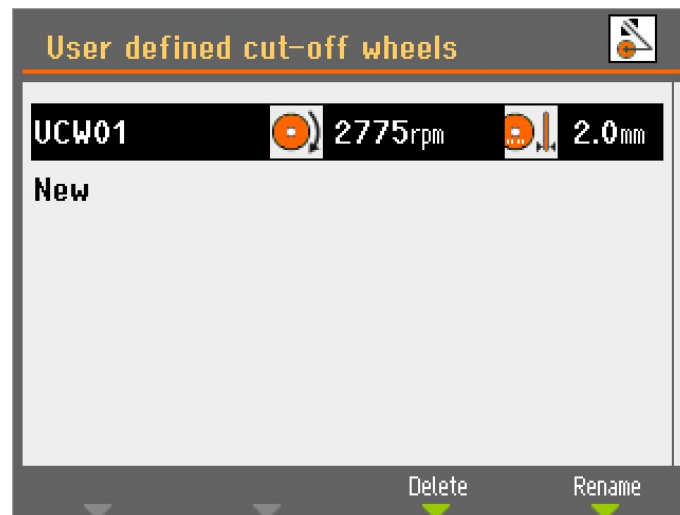 User defined cut-off wheels
UCW01 2775rpm 2.0mm
New
Delete Rename